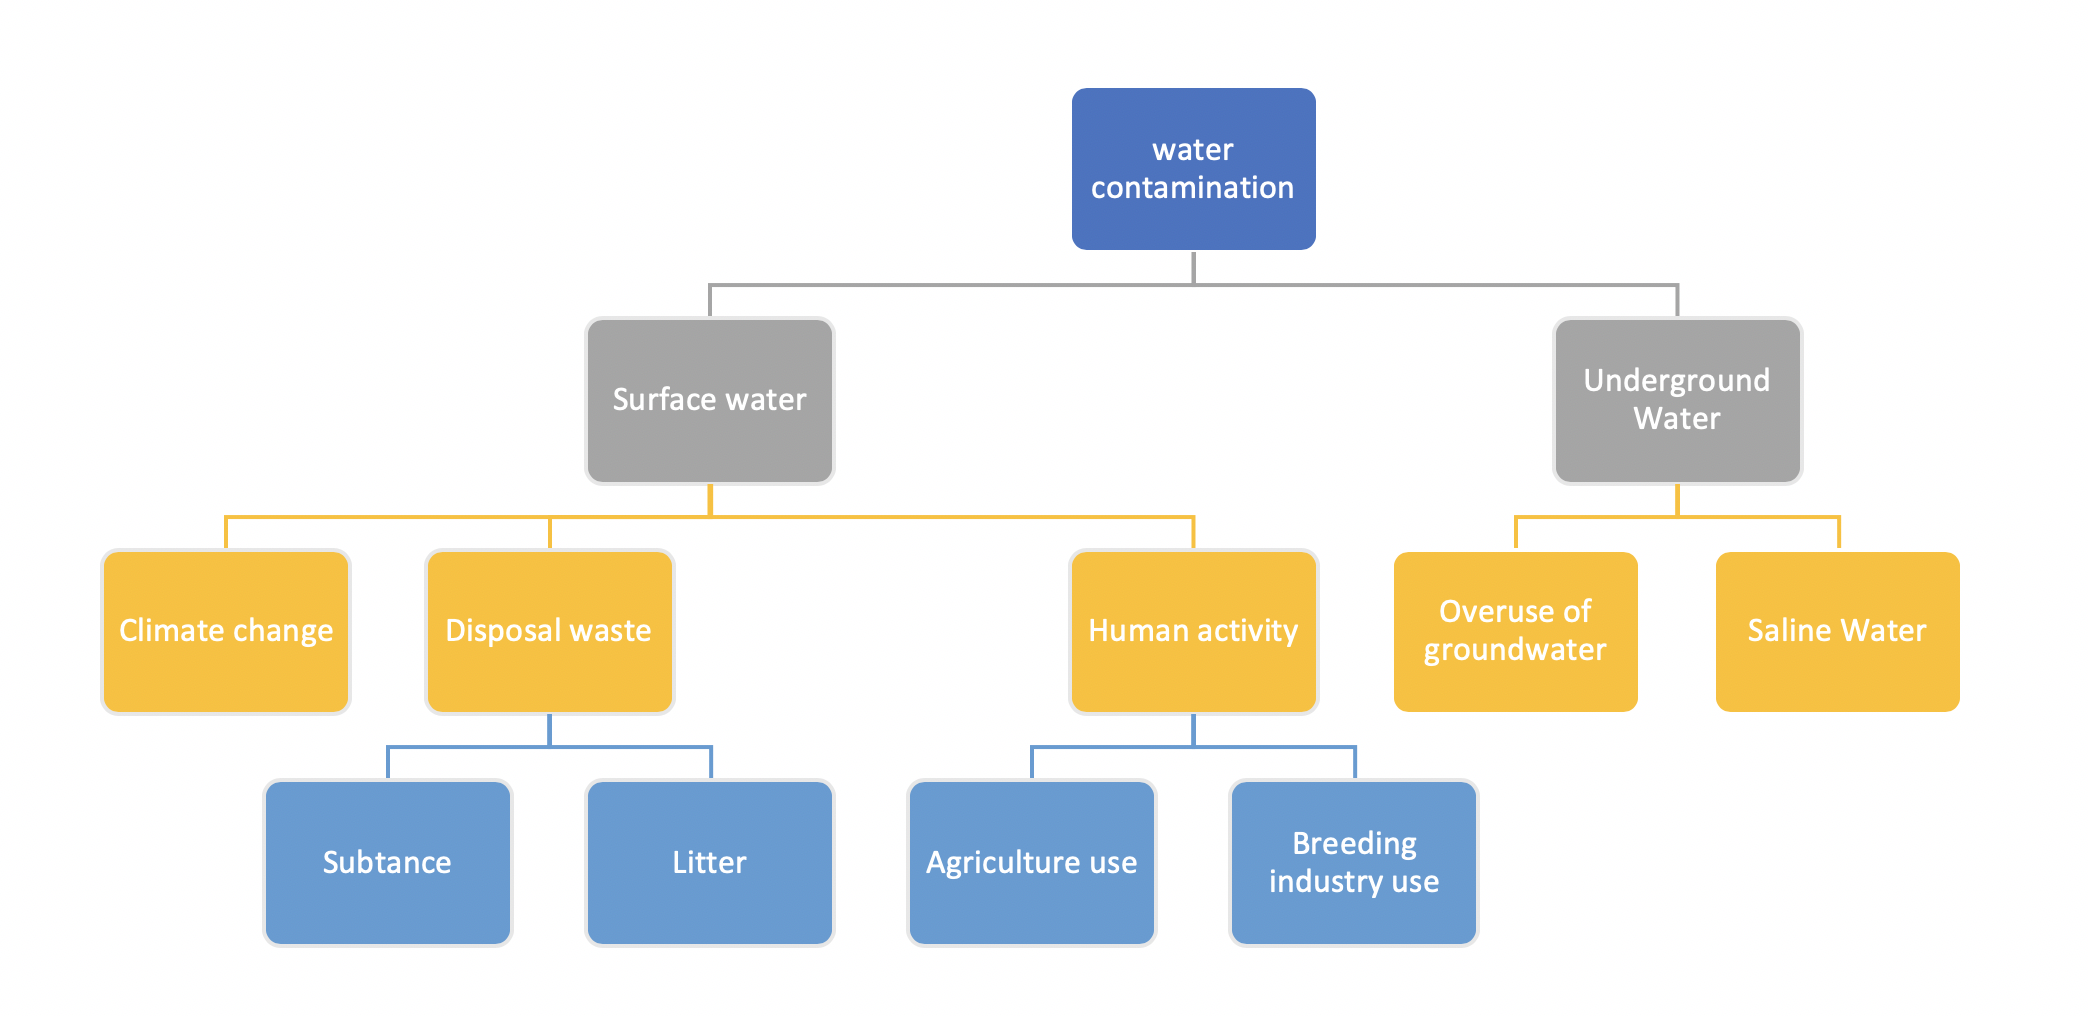 water
contamination
Surface water
Underground
Water
Climate change
Disposal waste
Human activity
Overuse of
groundwater
Saline Water
Subtance
Litter
Agriculture use
Breeding
industry use